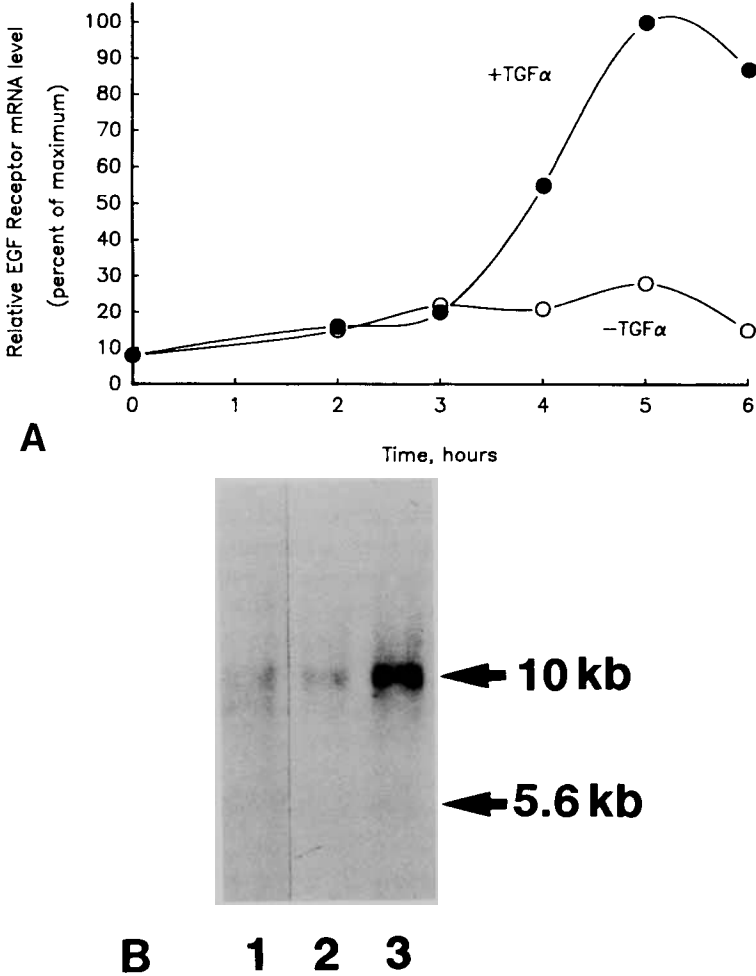 Relative EGF Receptor mRNA level
(percent of maximum)
100
90
80
70
60
50
40
30
20
10
0
+TGFα
−TGFα
0 1 2 3 4 5 6
Time, hours
A
10 kb
5.6 kb
B 1 2 3